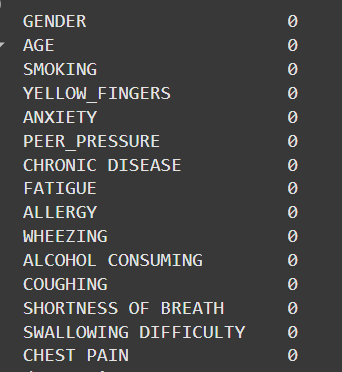 GENDER 0
AGE 0
SMOKING 0
YELLOW_FINGERS 0
ANXIETY 0
PEER_PRESSURE 0
CHRONIC DISEASE 0
FATIGUE 0
ALLERGY 0
WHEEZING 0
ALCOHOL CONSUMING 0
COUGHING 0
SHORTNESS OF BREATH 0
SWALLOWING DIFFICULTY 0
CHEST PAIN 0